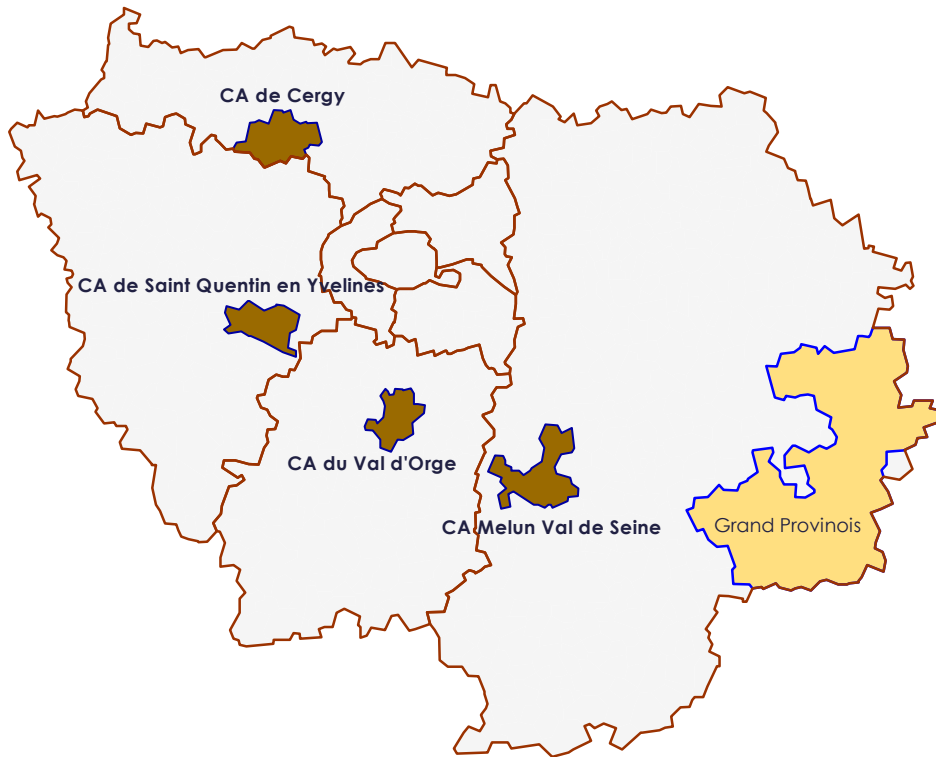 CA de Cergy
CA de Saint Quentin en Yvelines
CA du Val d'Orge
CA Melun Val de Seine
Grand Provinois